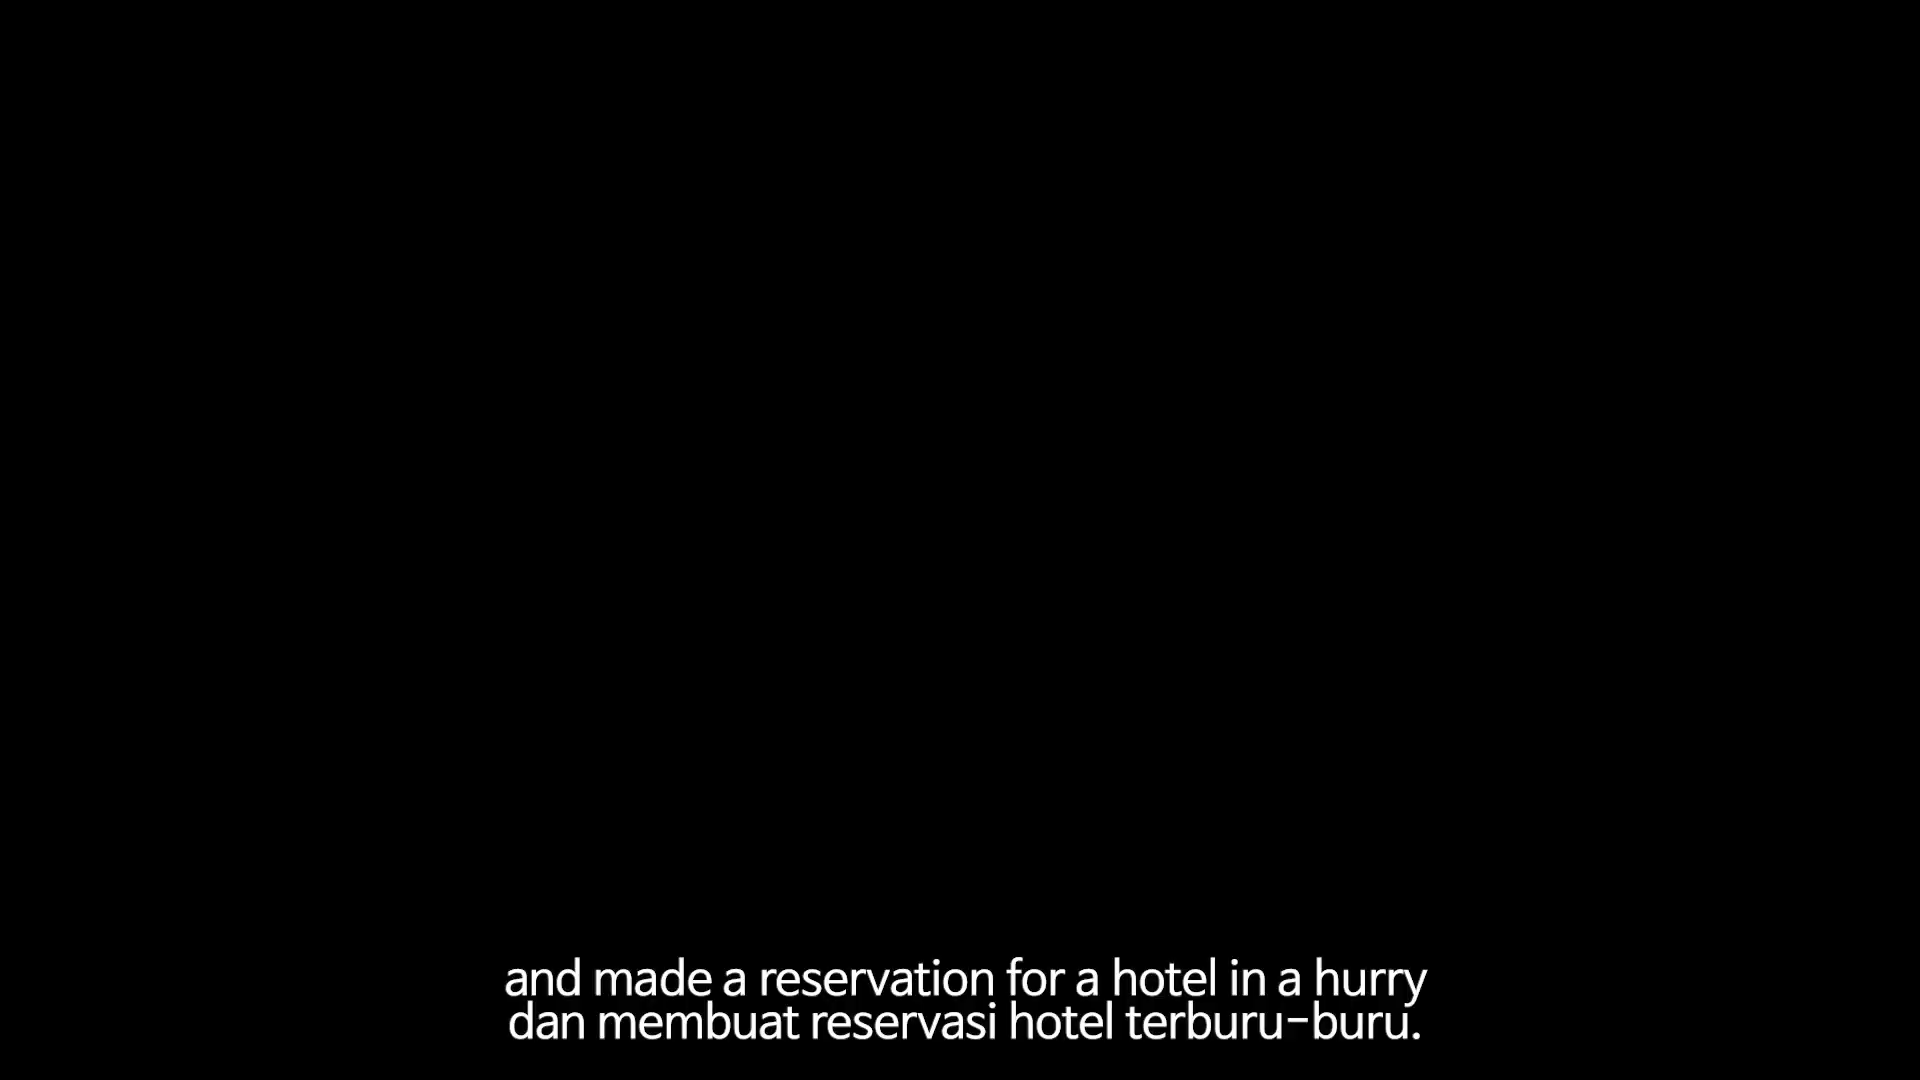 and made a reservation for a hotel in a hurry
dan membuat reservasi hotel terburu-buru.